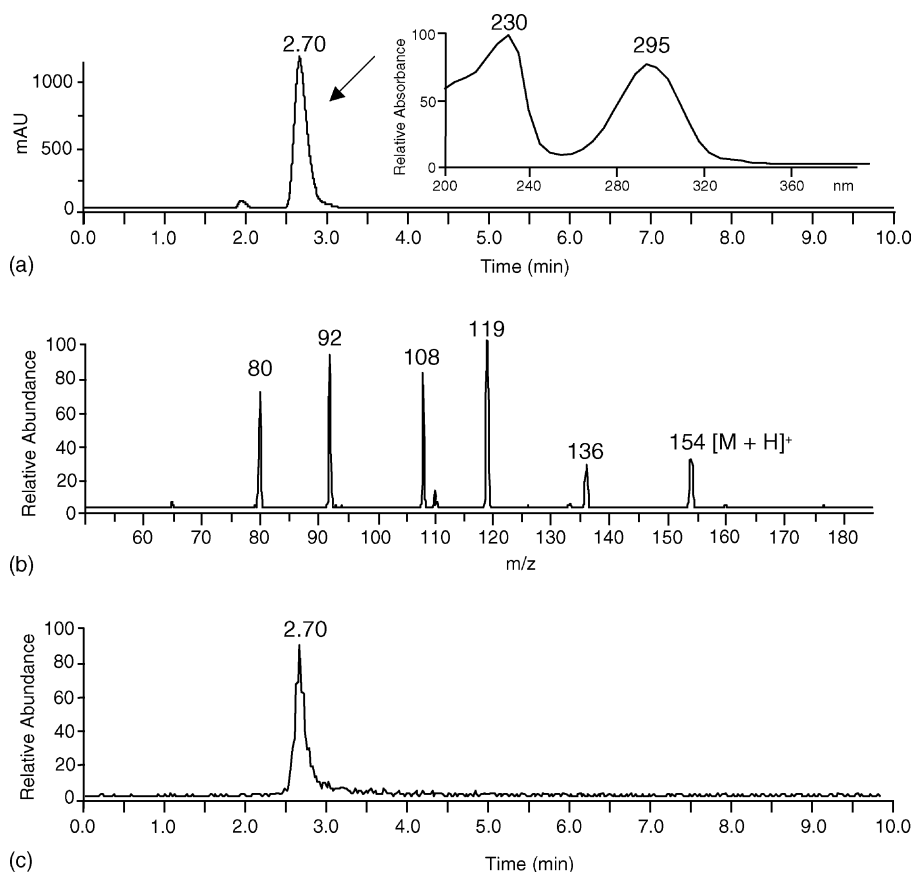 2.70
mAU
1000
500
0
0.0 1.0 2.0 3.0 4.0 5.0 6.0 7.0 8.0 9.0 10.0
Time (min)
Relative Absorbance
100
50
0
230
295
200 240 280 320 360 nm
(a)
Relative Abundance
100
80
60
40
20
0
80
92
108
119
136
154 [M + H]+
60 70 80 90 100 110 120 130 140 150 160 170 180
m/z
(b)
Relative Abundance
100
80
60
40
20
0
2.70
0.0 1.0 2.0 3.0 4.0 5.0 6.0 7.0 8.0 9.0 10.0
Time (min)
(c)